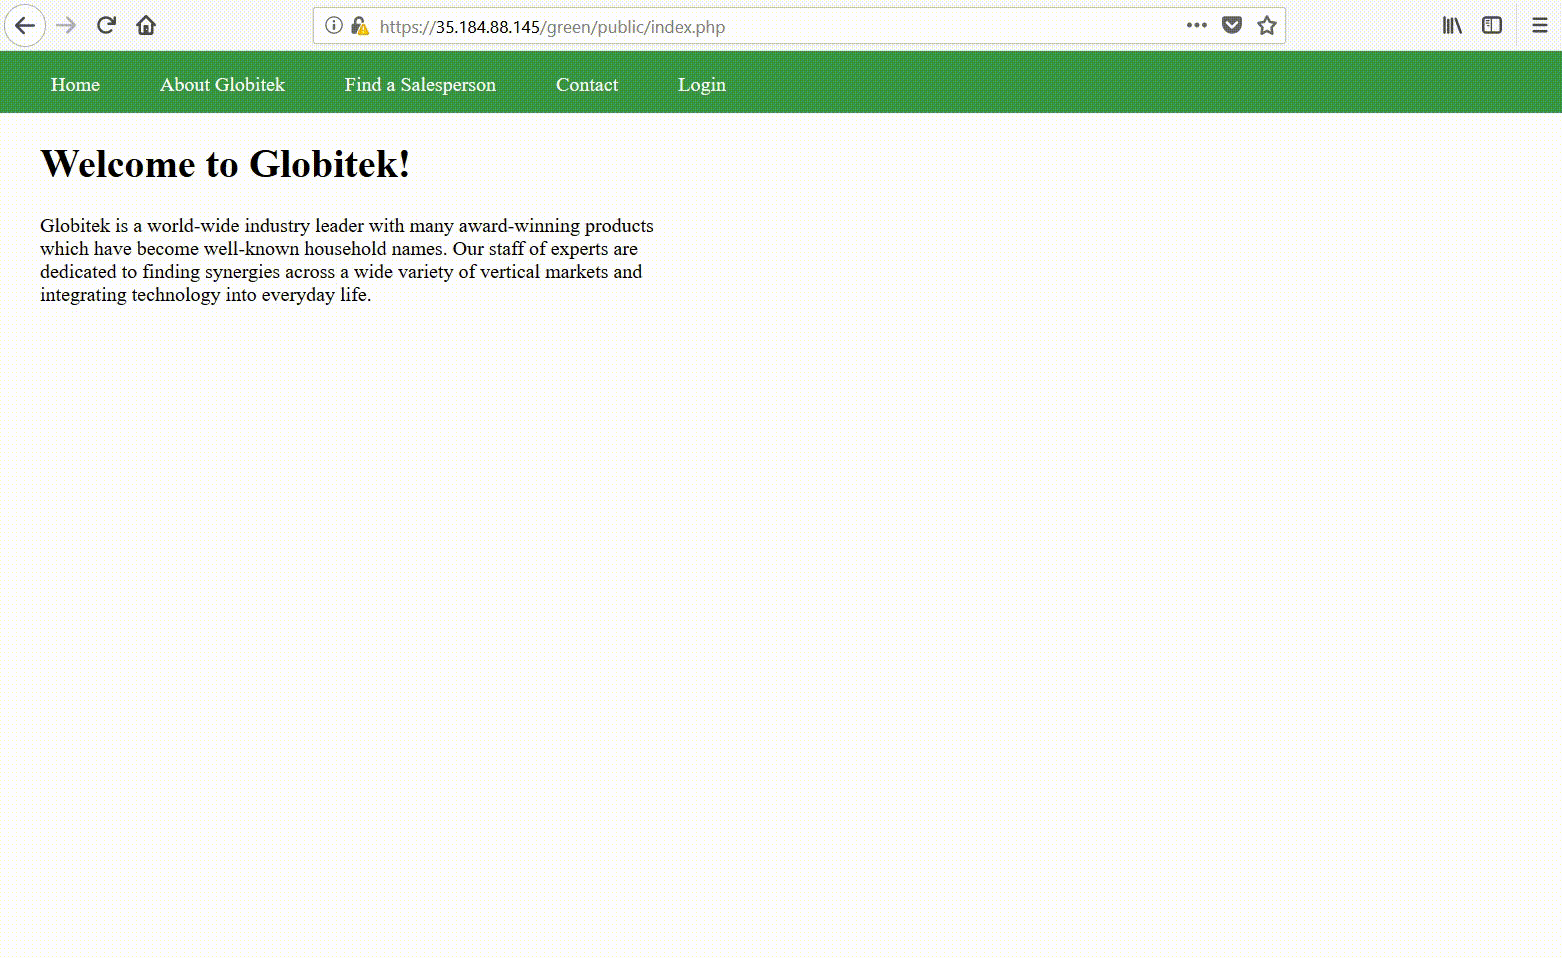 https://35.184.88.145/green/public/index.php
Home About Globitek Find a Salesperson Contact Login
Welcome to Globitek!
Globitek is a world-wide industry leader with many award-winning products
which have become well-known household names. Our staff of experts are
dedicated to finding synergies across a wide variety of vertical markets and
integrating technology into everyday life.